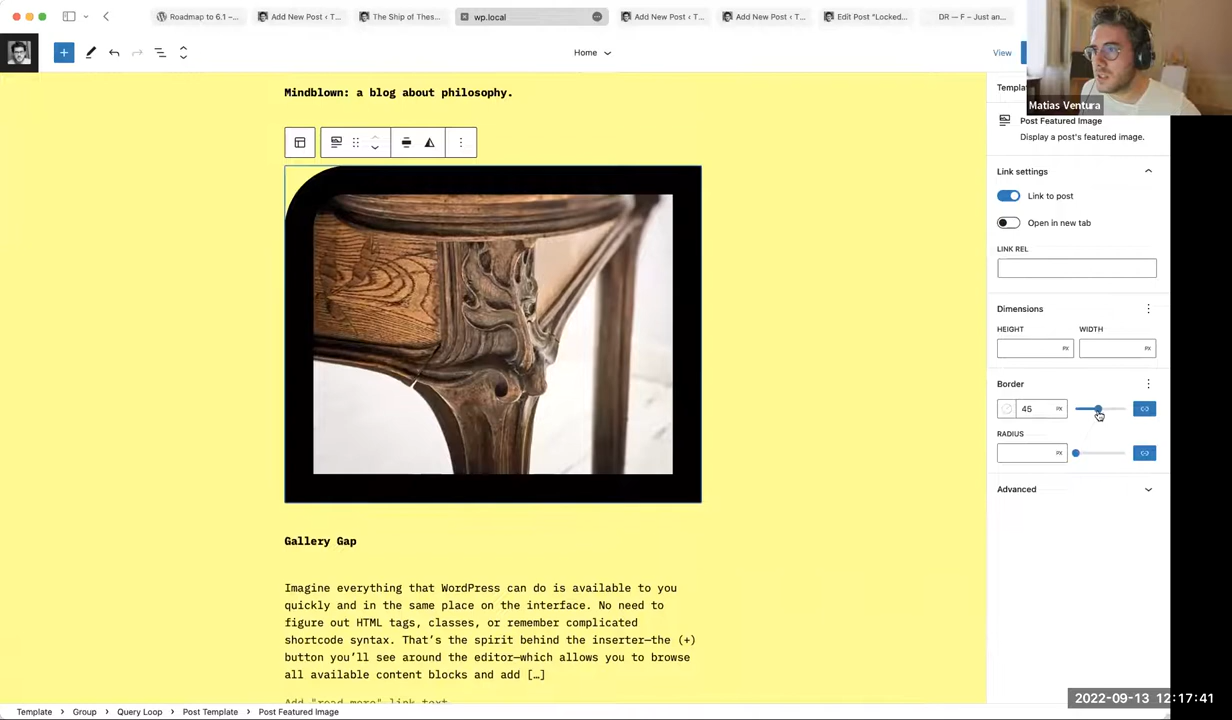 Roadmap to 6.1 –...
Add New Post ‹ T...
The Ship of Thes...
wp.local
Add New Post ‹ T...
Add New Post ‹ T...
Edit Post "Locked...
DR — F – Just an...
Home
View
Matias Ventura
Templa
Post Featured Image
Display a post's featured image.
Mindblown: a blog about philosophy.
Link settings
Link to post
Open in new tab
LINK REL
Dimensions
HEIGHT WIDTH
PX PX
Border
45 PX
RADIUS
PX
Advanced
Gallery Gap
Imagine everything that WordPress can do is available to you
quickly and in the same place on the interface. No need to
figure out HTML tags, classes, or remember complicated
shortcode syntax. That's the spirit behind the inserter—the (+)
button you'll see around the editor—which allows you to browse
all available content blocks and add […]
Add "read more" link text
Template › Group › Query Loop › Post Template › Post Featured Image
2022-09-13 12:17:41